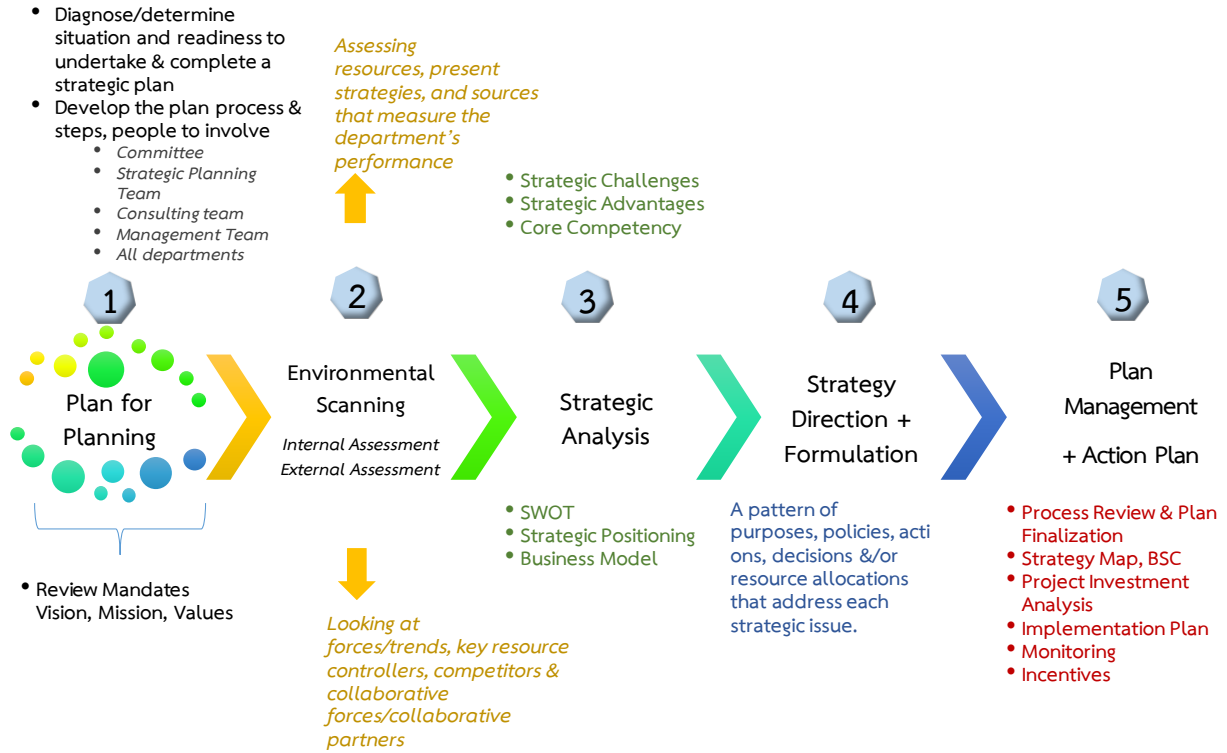 • Diagnose/determine
situation and readiness to
undertake & complete a
strategic plan
• Develop the plan process &
steps, people to involve
• Committee
• Strategic Planning
Team
• Consulting team
• Management Team
• All departments
Assessing
resources, present
strategies, and sources
that measure the
department’s
performance
• Strategic Challenges
• Strategic Advantages
• Core Competency
1
2
3
4
5
Plan for
Planning
Environmental
Scanning
Internal Assessment
External Assessment
Strategic
Analysis
Strategy
Direction +
Formulation
Plan
Management
+ Action Plan
• Review Mandates
Vision, Mission, Values
Looking at
forces/trends, key resource
controllers, competitors &
collaborative
forces/collaborative
partners
• SWOT
• Strategic Positioning
• Business Model
A pattern of
purposes, policies, acti
ons, decisions &/or
resource allocations
that address each
strategic issue.
• Process Review & Plan
Finalization
• Strategy Map, BSC
• Project Investment
Analysis
• Implementation Plan
• Monitoring
• Incentives